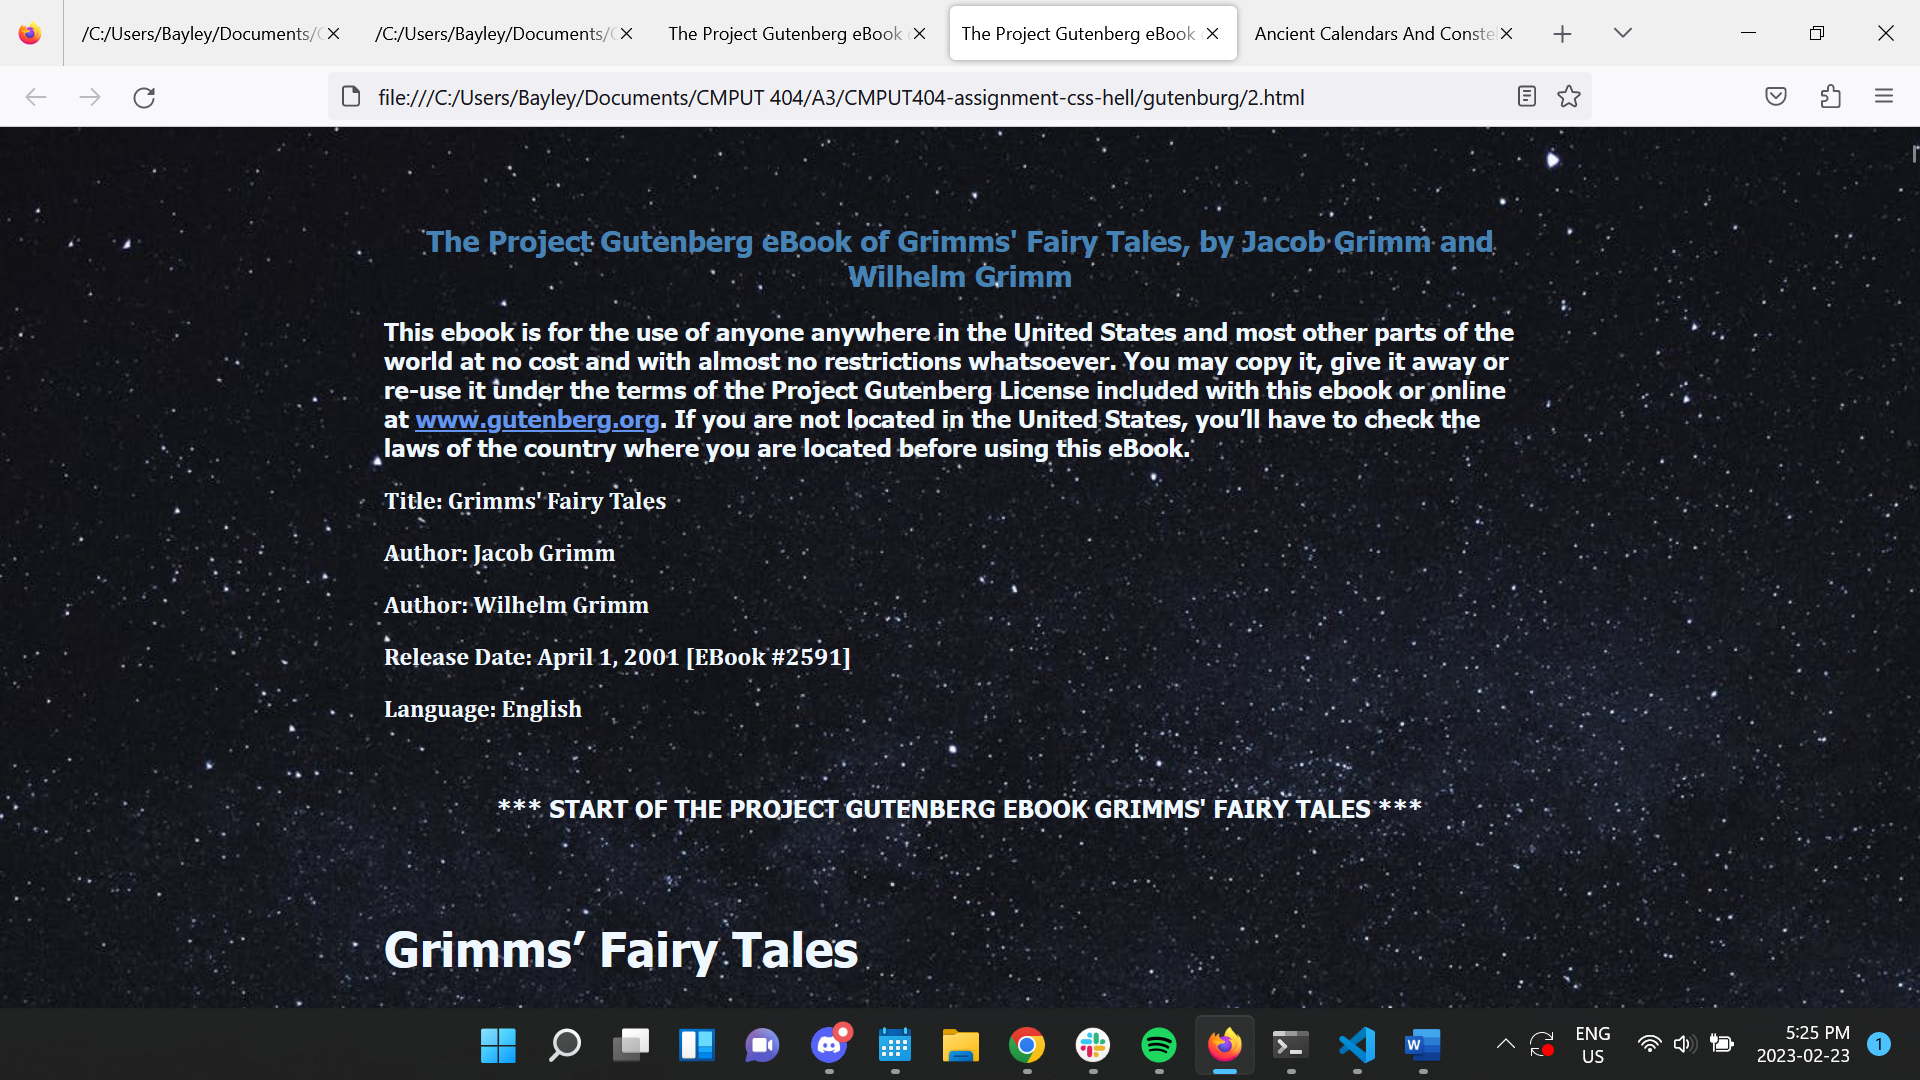 /C:/Users/Bayley/Documents/
/C:/Users/Bayley/Documents/
The Project Gutenberg eBook
The Project Gutenberg eBook
Ancient Calendars And Conste
file:///C:/Users/Bayley/Documents/CMPUT 404/A3/CMPUT404-assignment-css-hell/gutenburg/2.html
The Project Gutenberg eBook of Grimms' Fairy Tales, by Jacob Grimm and
Wilhelm Grimm
This ebook is for the use of anyone anywhere in the United States and most other parts of the
world at no cost and with almost no restrictions whatsoever. You may copy it, give it away or
re-use it under the terms of the Project Gutenberg License included with this ebook or online
at www.gutenberg.org. If you are not located in the United States, you’ll have to check the
laws of the country where you are located before using this eBook.
Title: Grimms' Fairy Tales
Author: Jacob Grimm
Author: Wilhelm Grimm
Release Date: April 1, 2001 [EBook #2591]
Language: English
*** START OF THE PROJECT GUTENBERG EBOOK GRIMMS' FAIRY TALES ***
Grimms’ Fairy Tales
W
ENG
US
5:25 PM
2023-02-23
1